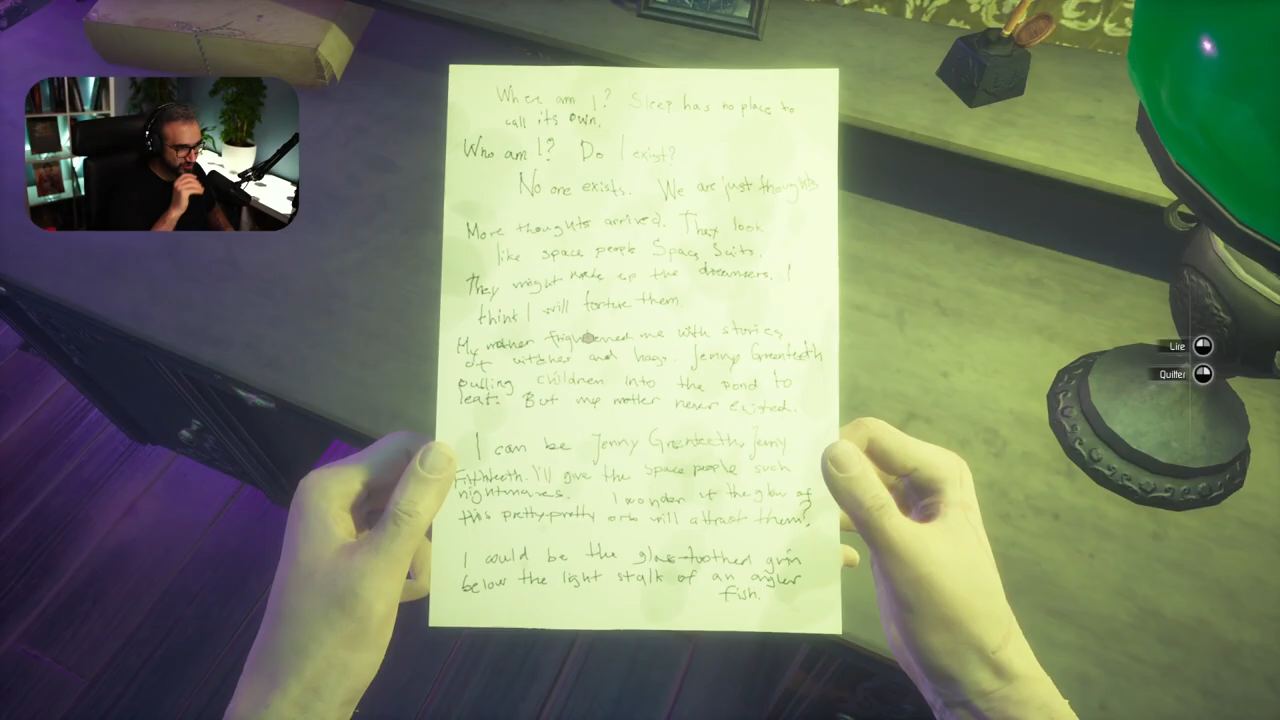 Where am I? Sleep has no place to
call its own.
Who am I? Do I exist?
No one exists. We are just thoughts
More thoughts arrived. They look
like space people Space Suits.
They might wake up the dreamers. I
think I will torture them.
My mother frightened me with stories
of witches and hags. Jenny Greenteeth
pulling children into the pond to
eat. But my mother never existed.
I can be Jenny Greenteeth. Jenny
Filthteeth. I'll give the space people such
nightmares. I wonder if the glow of
this pretty-pretty orb will attract them?
I could be the glass-toothed grin
below the light stalk of an angler
fish.
Lire
Quitter